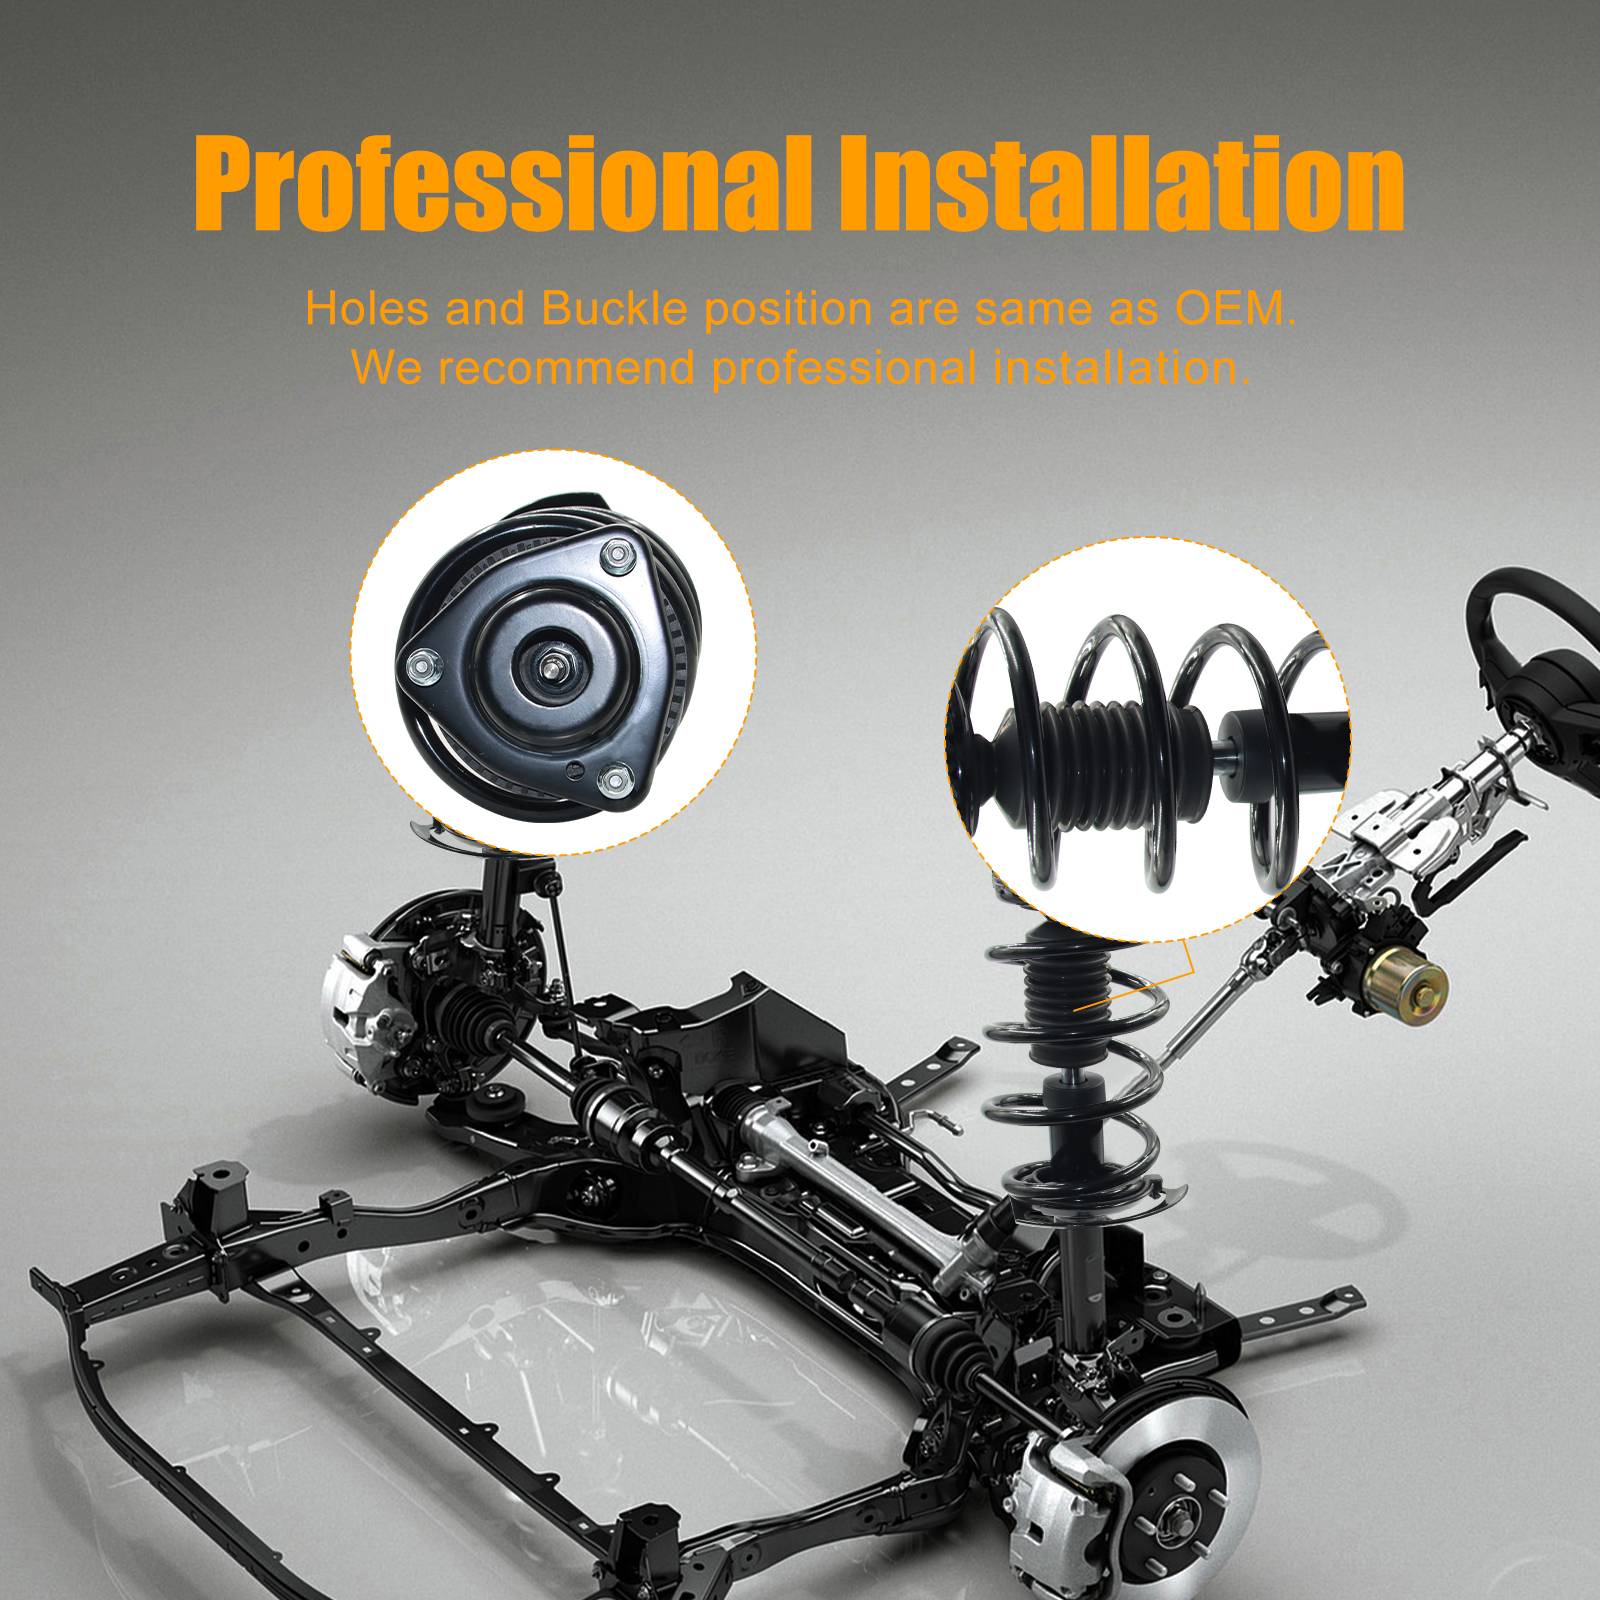 Professional Installation
Holes and Buckle position are same as OEM.
We recommend professional installation.